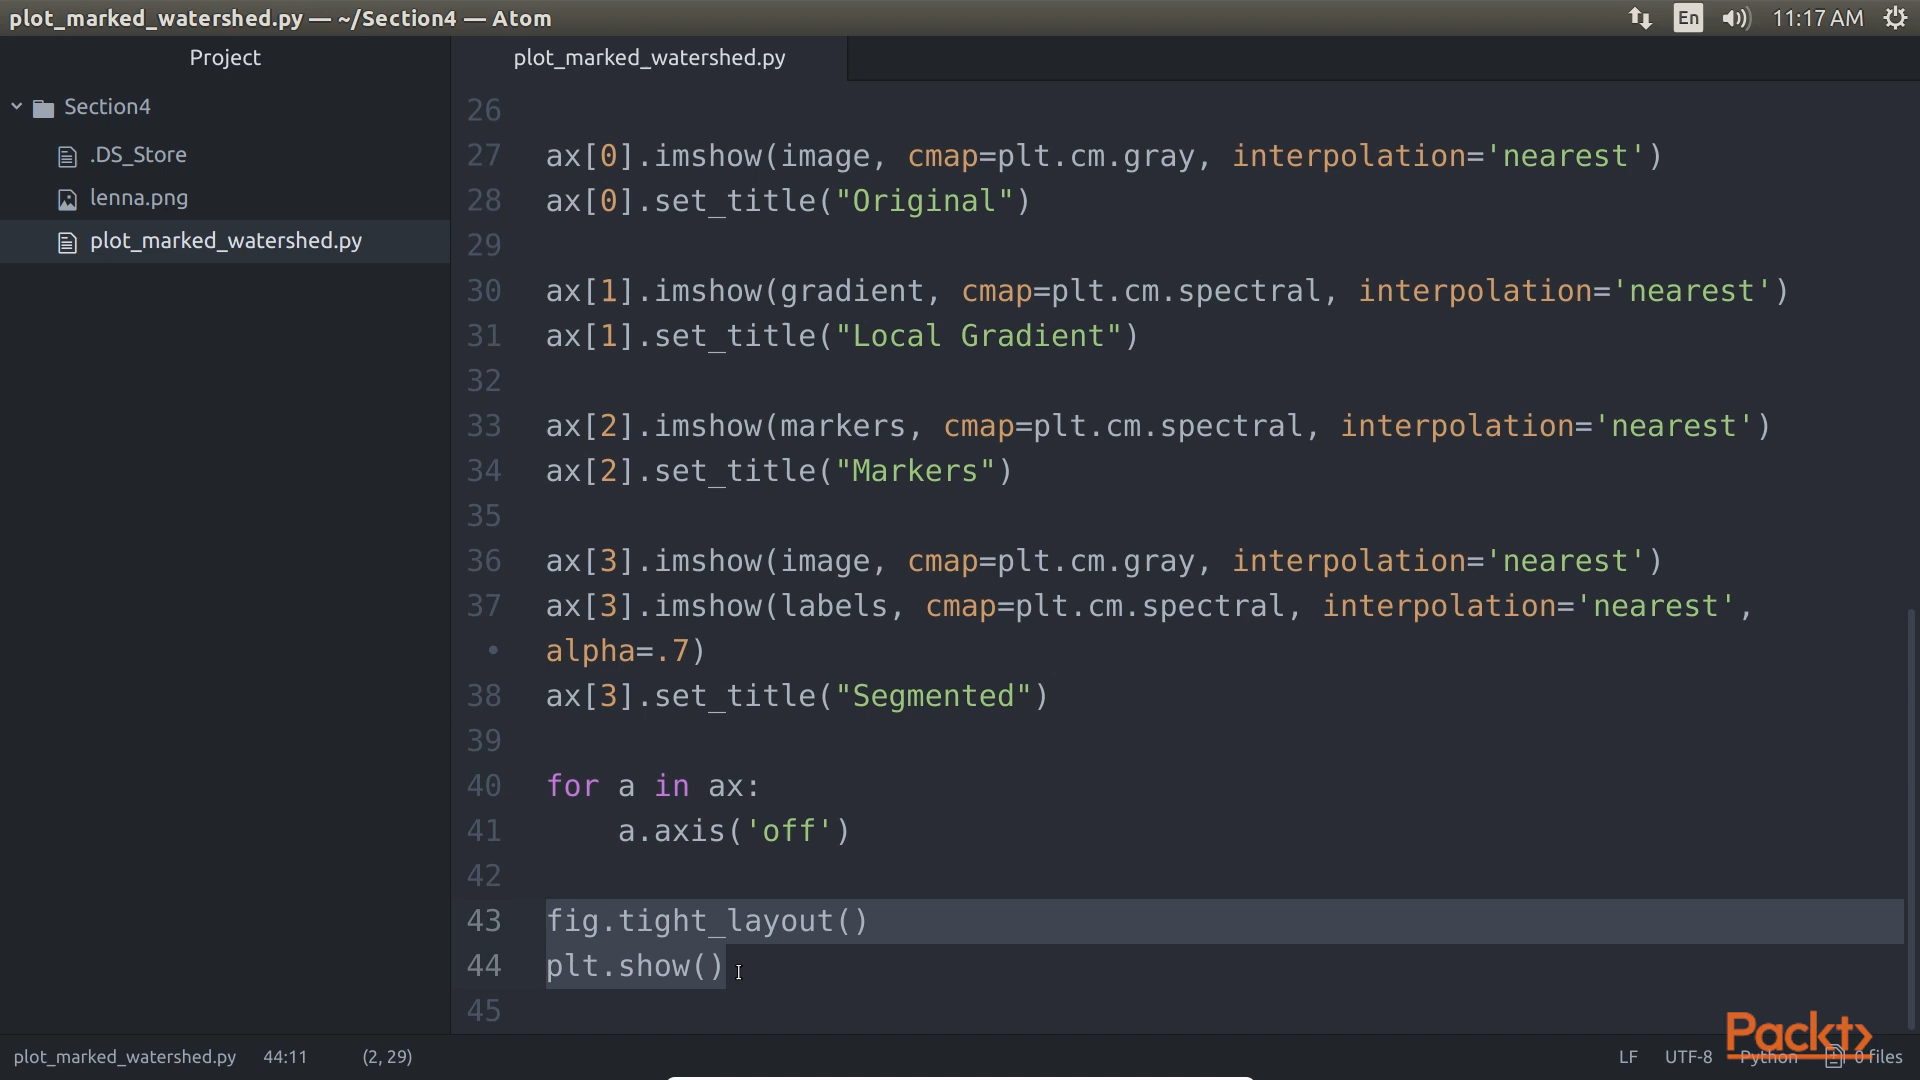 plot_marked_watershed.py — ~/Section4 — Atom
En
11:17 AM
Project
Section4
.DS_Store
lenna.png
plot_marked_watershed.py
plot_marked_watershed.py
26
27 ax[0].imshow(image, cmap=plt.cm.gray, interpolation='nearest')
28 ax[0].set_title("Original")
29
30 ax[1].imshow(gradient, cmap=plt.cm.spectral, interpolation='nearest')
31 ax[1].set_title("Local Gradient")
32
33 ax[2].imshow(markers, cmap=plt.cm.spectral, interpolation='nearest')
34 ax[2].set_title("Markers")
35
36 ax[3].imshow(image, cmap=plt.cm.gray, interpolation='nearest')
37 ax[3].imshow(labels, cmap=plt.cm.spectral, interpolation='nearest',
• alpha=.7)
38 ax[3].set_title("Segmented")
39
40 for a in ax:
41     a.axis('off')
42
43 fig.tight_layout()
44 plt.show()
45
Packt>
plot_marked_watershed.py 44:11 (2, 29) LF UTF-8 Python 0 files